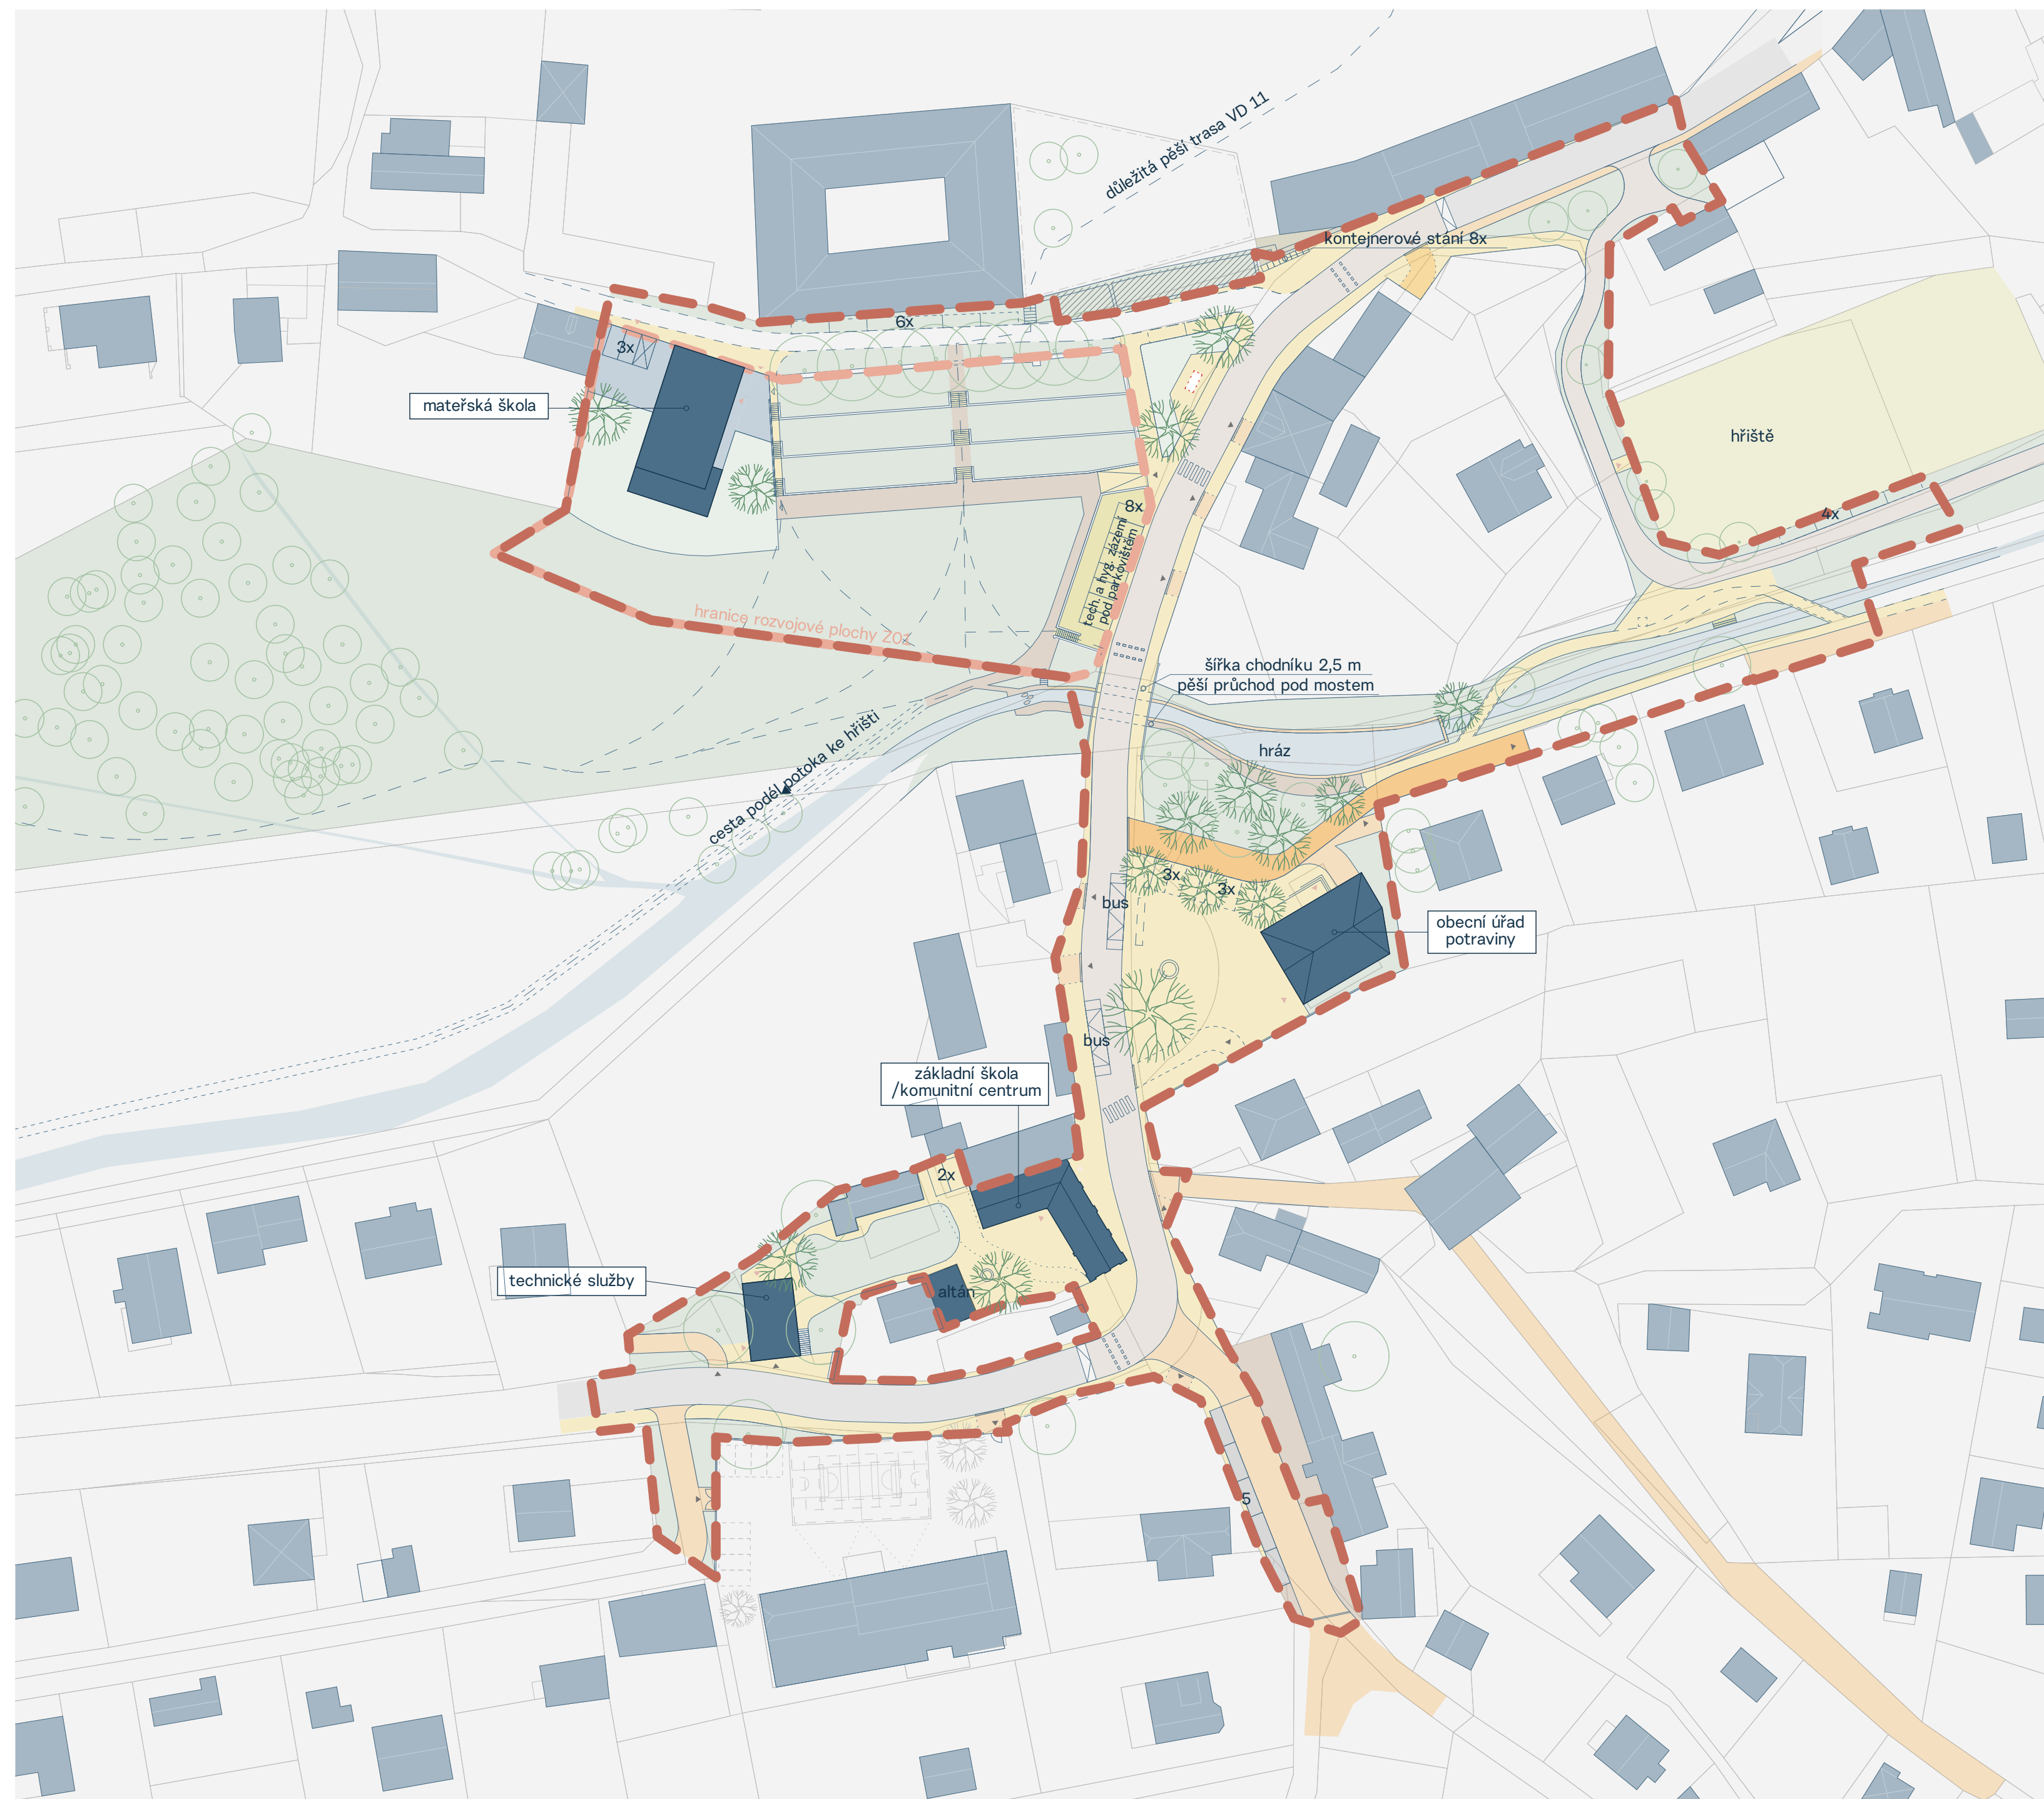 důležitá pěší trasa VD 11
kontejnerové stání 8x
6x
3x
mateřská škola
hřiště
8x
4x
tech. a hyg. zázemí
pod parkovištěm
hranice rozvojové plochy Z02
šířka chodníku 2,5 m
pěší průchod pod mostem
hráz
cesta podél potoka ke hřišti
3x
3x
bus
obecní úřad
potraviny
bus
základní škola
/komunitní centrum
2x
technické služby
altán
5